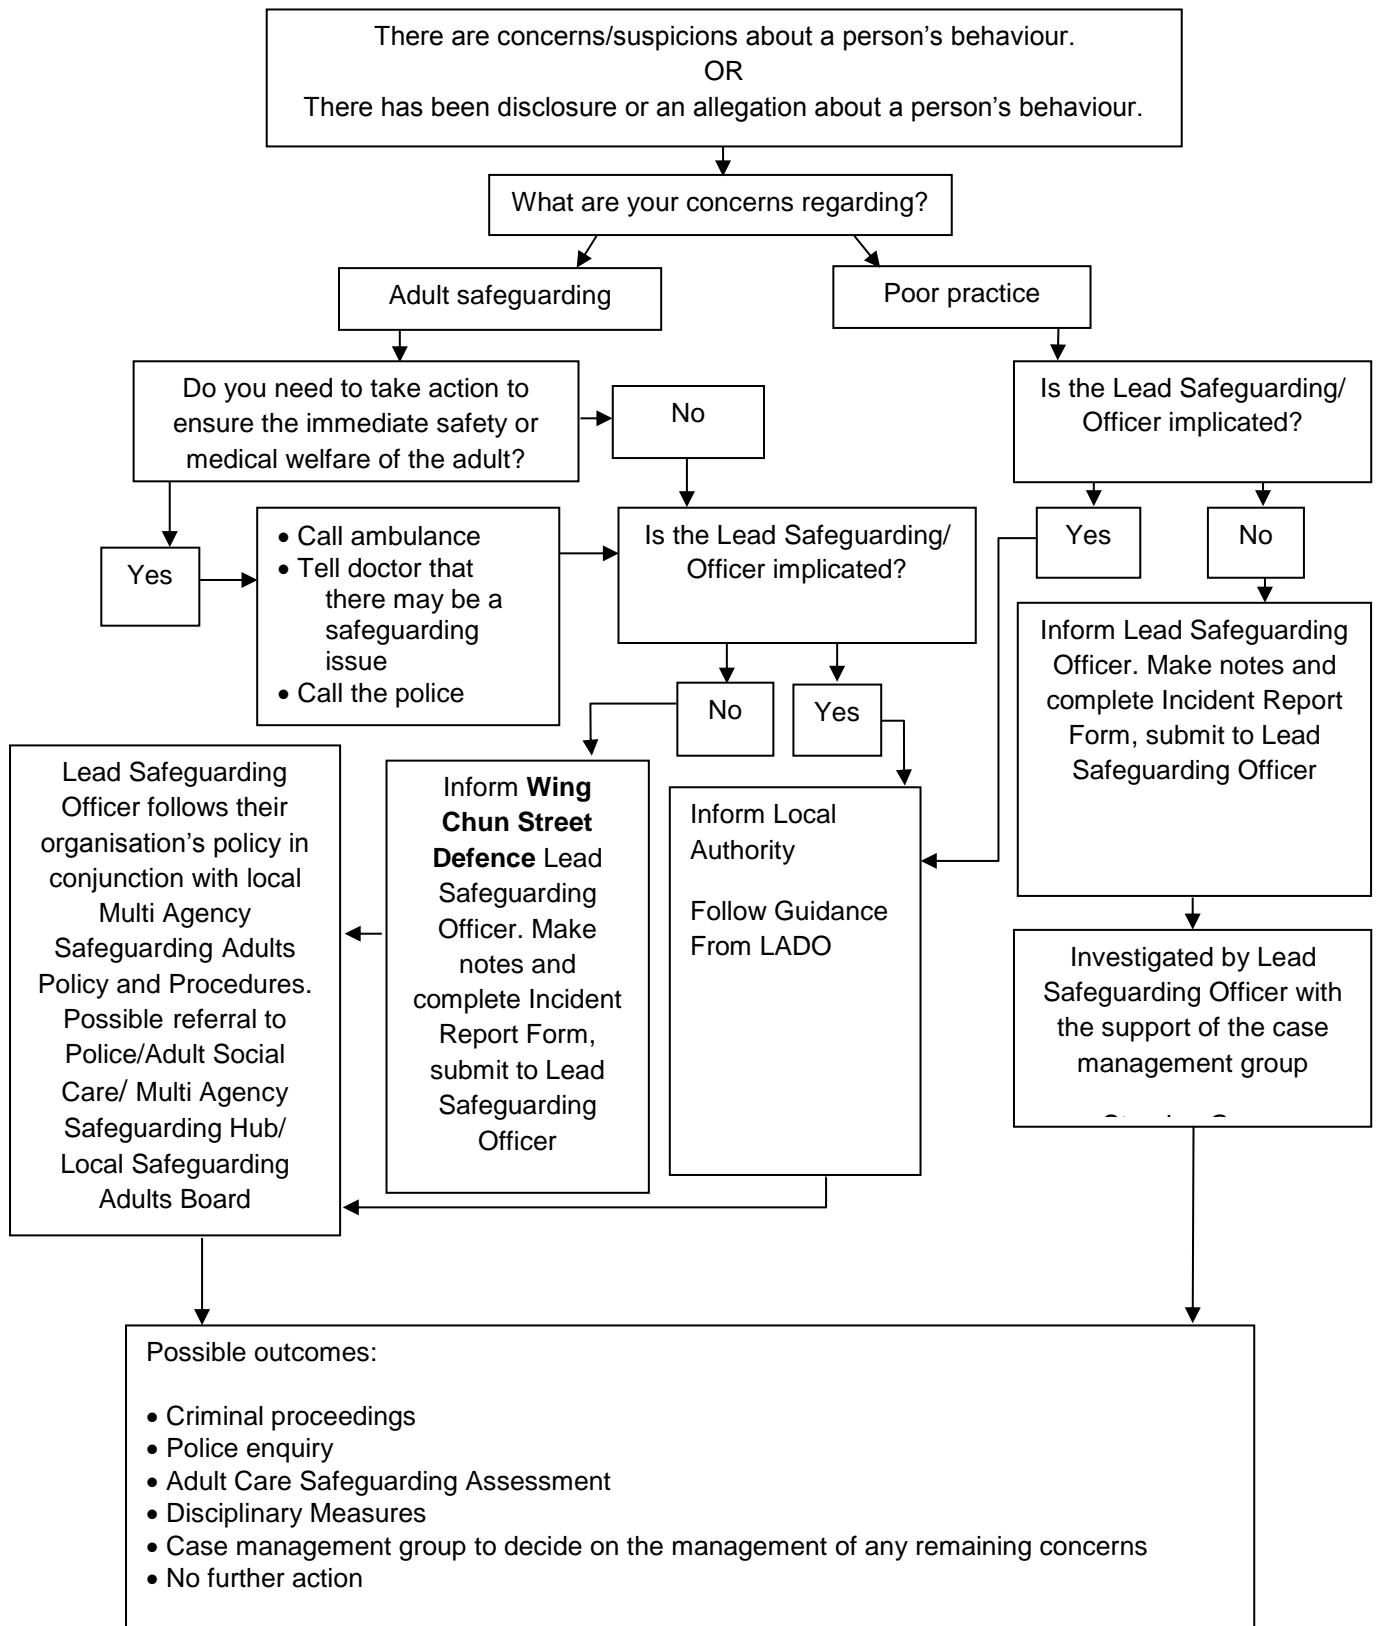 There are concerns/suspicions about a person’s behaviour.
OR
There has been disclosure or an allegation about a person’s behaviour.
What are your concerns regarding?
Adult safeguarding
Poor practice
Do you need to take action to
ensure the immediate safety or
medical welfare of the adult?
No
Is the Lead Safeguarding/
Officer implicated?
Yes
• Call ambulance
• Tell doctor that
there may be a
safeguarding
issue
• Call the police
Is the Lead Safeguarding/
Officer implicated?
Yes
No
No
Yes
Inform Lead Safeguarding
Officer. Make notes and
complete Incident Report
Form, submit to Lead
Safeguarding Officer
Lead Safeguarding
Officer follows their
organisation’s policy in
conjunction with local
Multi Agency
Safeguarding Adults
Policy and Procedures.
Possible referral to
Police/Adult Social
Care/ Multi Agency
Safeguarding Hub/
Local Safeguarding
Adults Board
Inform Wing
Chun Street
Defence Lead
Safeguarding
Officer. Make
notes and
complete Incident
Report Form,
submit to Lead
Safeguarding
Officer
Inform Local
Authority
Follow Guidance
From LADO
Investigated by Lead
Safeguarding Officer with
the support of the case
management group
Possible outcomes:
• Criminal proceedings
• Police enquiry
• Adult Care Safeguarding Assessment
• Disciplinary Measures
• Case management group to decide on the management of any remaining concerns
• No further action